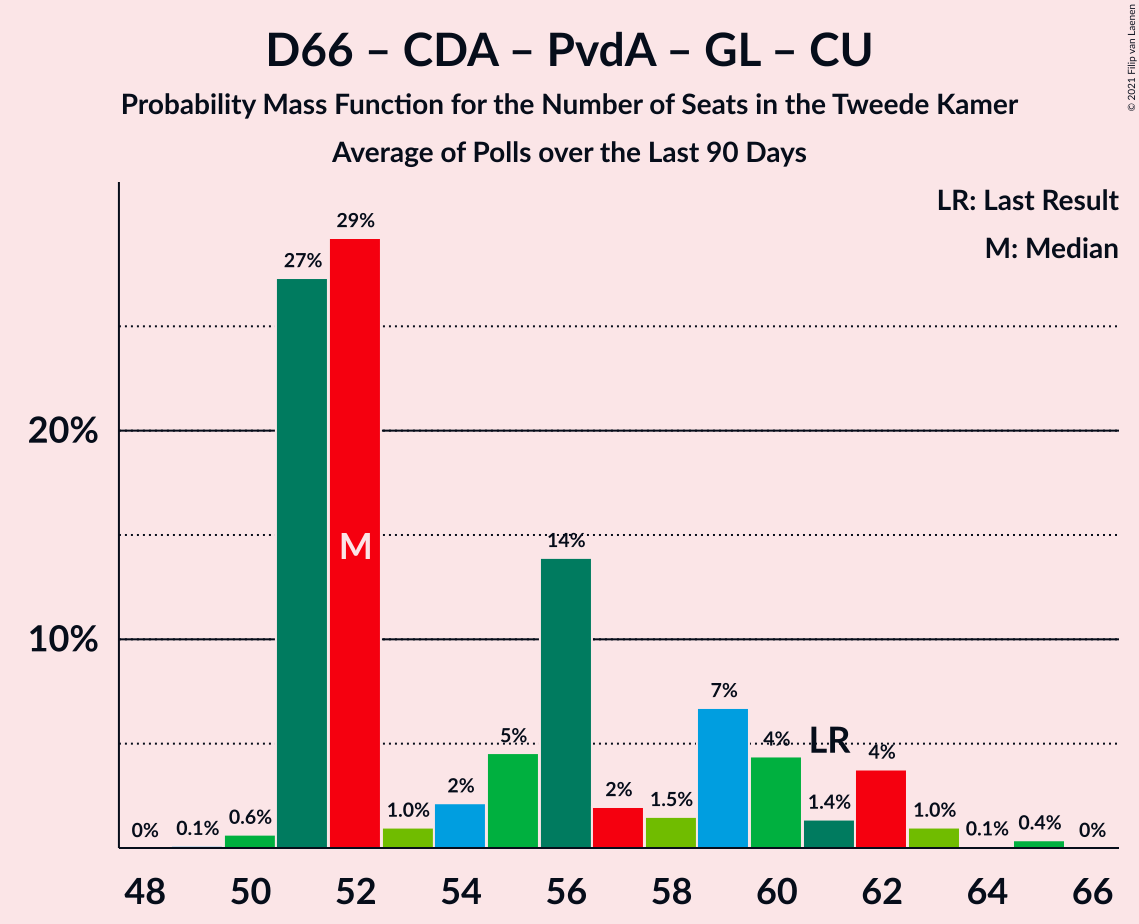 D66 – CDA – PvdA – GL – CU
Probability Mass Function for the Number of Seats in the Tweede Kamer
Average of Polls over the Last 90 Days
© 2021 Filip van Laenen
LR: Last Result
M: Median
20%
10%
0%
0.1%
0.6%
27%
29%
M
1.0%
2%
5%
14%
2%
1.5%
7%
4%
LR
1.4%
4%
1.0%
0.1%
0.4%
0%
48 50 52 54 56 58 60 62 64 66